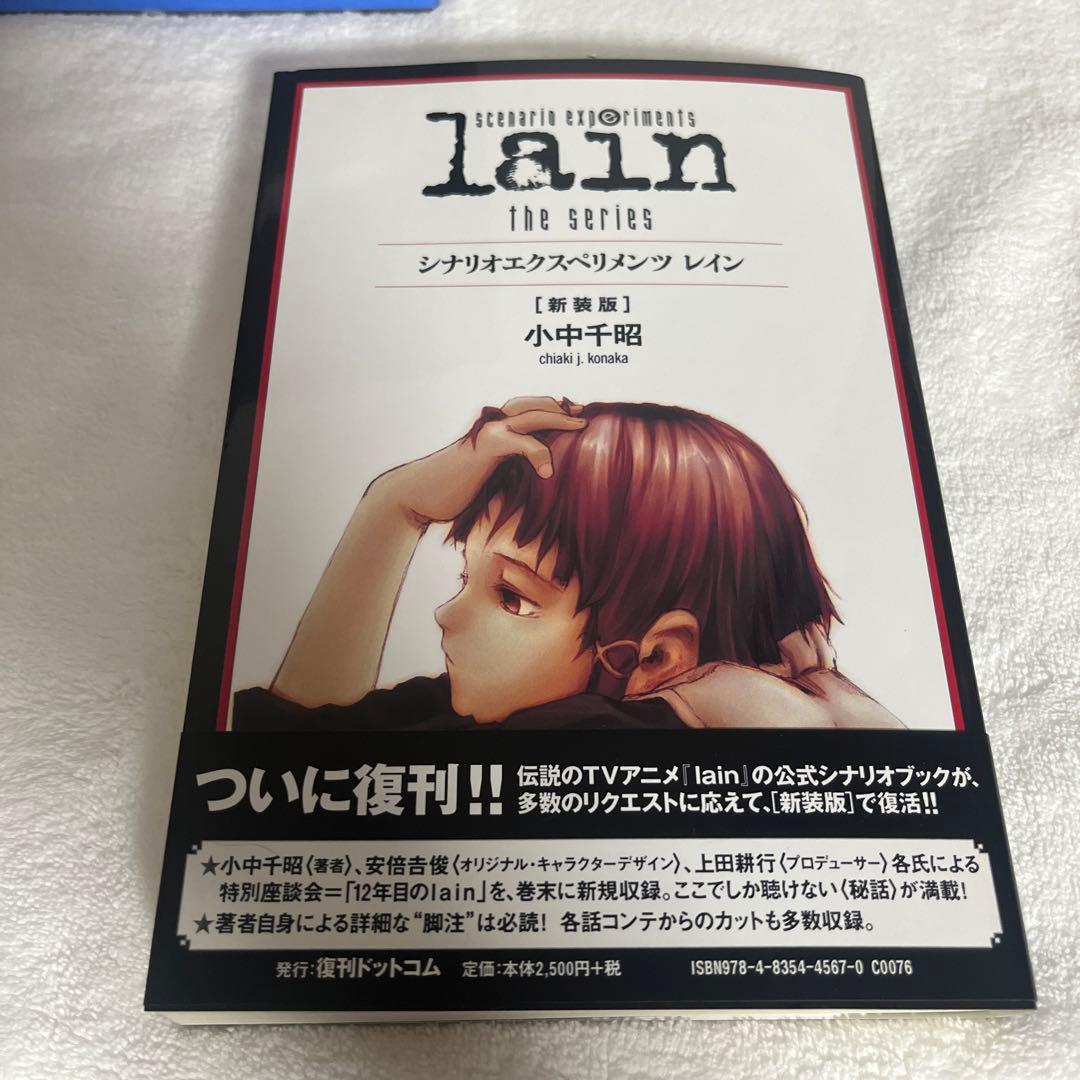 scenario experiments
lain
the series
シナリオエクスペリメンツ レイン
[新装版]
小中千昭
chiaki j. konaka
ついに復刊!! 伝説のTVアニメ『lain』の公式シナリオブックが、
多数のリクエストに応えて、[新装版]で復活!!
★小中千昭〈著者〉、安倍吉俊〈オリジナル・キャラクターデザイン〉、上田耕行〈プロデューサー〉各氏による
特別座談会=「12年目のlain」を、巻末に新規収録。ここでしか聴けない〈秘話〉が満載!
★著者自身による詳細な“脚注”は必読! 各話コンテからのカットも多数収録。
発行:復刊ドットコム 定価:本体2,500円+税 ISBN978-4-8354-4567-0 C0076